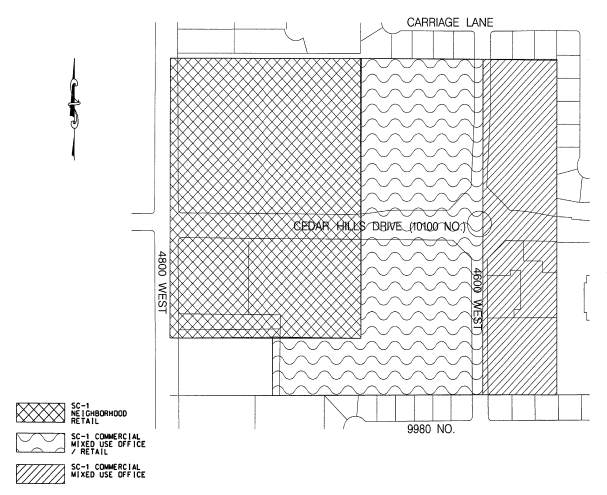 CARRIAGE LANE
CEDAR HILLS DRIVE (10100 NO.)
4800 WEST
4600 WEST
9980 NO.
SC-1
NEIGHBORHOOD
RETAIL
SC-1 COMMERCIAL
MIXED USE OFFICE
/ RETAIL
SC-1 COMMERCIAL
MIXED USE OFFICE